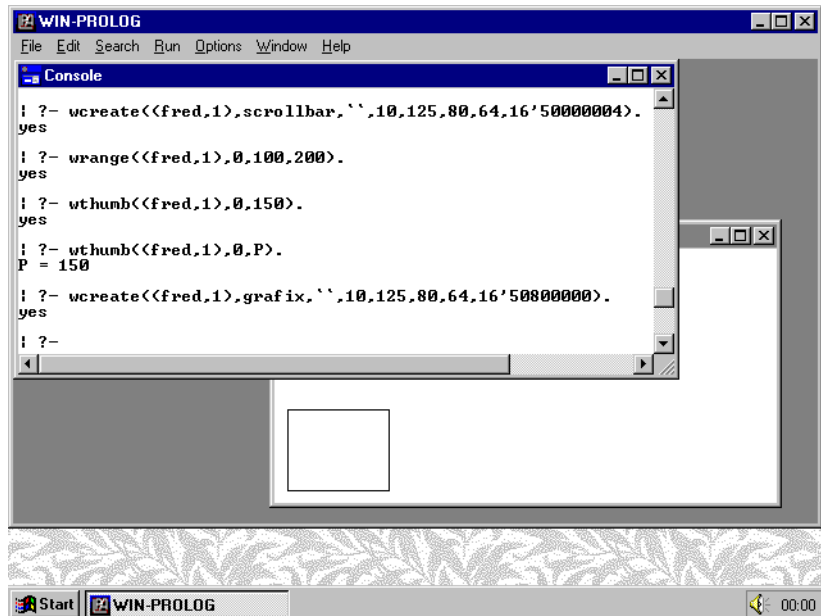 WIN-PROLOG
File Edit Search Run Options Window Help
Console
| ?- wcreate((fred,1),scrollbar,``,10,125,80,64,16'50000004).
yes
| ?- wrange((fred,1),0,100,200).
yes
| ?- wthumb((fred,1),0,150).
yes
| ?- wthumb((fred,1),0,P).
P = 150
| ?- wcreate((fred,1),grafix,``,10,125,80,64,16'50800000).
yes
| ?-
Start WIN-PROLOG 00:00